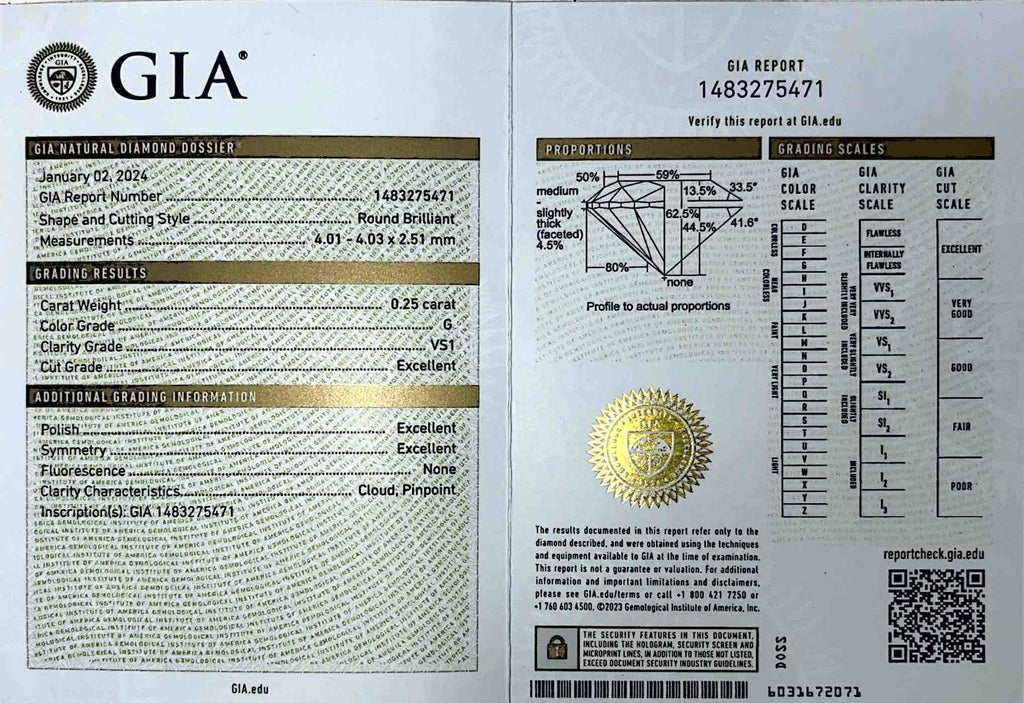 GIA®
GIA NATURAL DIAMOND DOSSIER
January 02, 2024
GIA Report Number 1483275471
Shape and Cutting Style Round Brilliant
Measurements 4.01 - 4.03 x 2.51 mm
GRADING RESULTS
Carat Weight 0.25 carat
Color Grade G
Clarity Grade VS1
Cut Grade Excellent
ADDITIONAL GRADING INFORMATION
Polish Excellent
Symmetry Excellent
Fluorescence None
Clarity Characteristics Cloud, Pinpoint
Inscription(s): GIA 1483275471
GIA.edu
GIA REPORT
1483275471
Verify this report at GIA.edu
PROPORTIONS
50%
59%
medium
-
slightly
thick
(faceted)
4.5%
13.5%
33.5°
62.5%
44.5%
41.6°
80%
none
Profile to actual proportions
GIA
The results documented in this report refer only to the
diamond described, and were obtained using the techniques
and equipment available to GIA at the time of examination.
This report is not a guarantee or valuation. For additional
information and important limitations and disclaimers,
please see GIA.edu/terms or call +1 800 421 7250 or
+1 760 603 4500. ©2023 Gemological Institute of America, Inc.
THE SECURITY FEATURES IN THIS DOCUMENT,
INCLUDING THE HOLOGRAM, SECURITY SCREEN AND
MICROPRINT LINES, IN ADDITION TO THOSE NOT LISTED,
EXCEED DOCUMENT SECURITY INDUSTRY GUIDELINES.
GRADING SCALES
GIA
COLOR
SCALE
COLORLESS
NEAR COLORLESS
FAINT
VERY LIGHT
LIGHT
D
E
F
G
H
I
J
K
L
M
N
O
P
Q
R
S
T
U
V
W
X
Y
Z
GIA
CLARITY
SCALE
FLAWLESS
INTERNALLY
FLAWLESS
VERY VERY SLIGHTLY INCLUDED
VVS1
VVS2
VERY SLIGHTLY INCLUDED
VS1
VS2
SLIGHTLY INCLUDED
SI1
SI2
INCLUDED
I1
I2
I3
GIA
CUT
SCALE
EXCELLENT
VERY
GOOD
GOOD
FAIR
POOR
reportcheck.gia.edu
6031672071